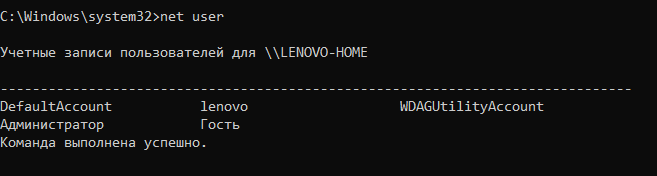 C:\Windows\system32>net user
Учетные записи пользователей для \\LENOVO-HOME
-------------------------------------------------------------------------------
DefaultAccount           lenovo                   WDAGUtilityAccount
Администратор            Гость
Команда выполнена успешно.